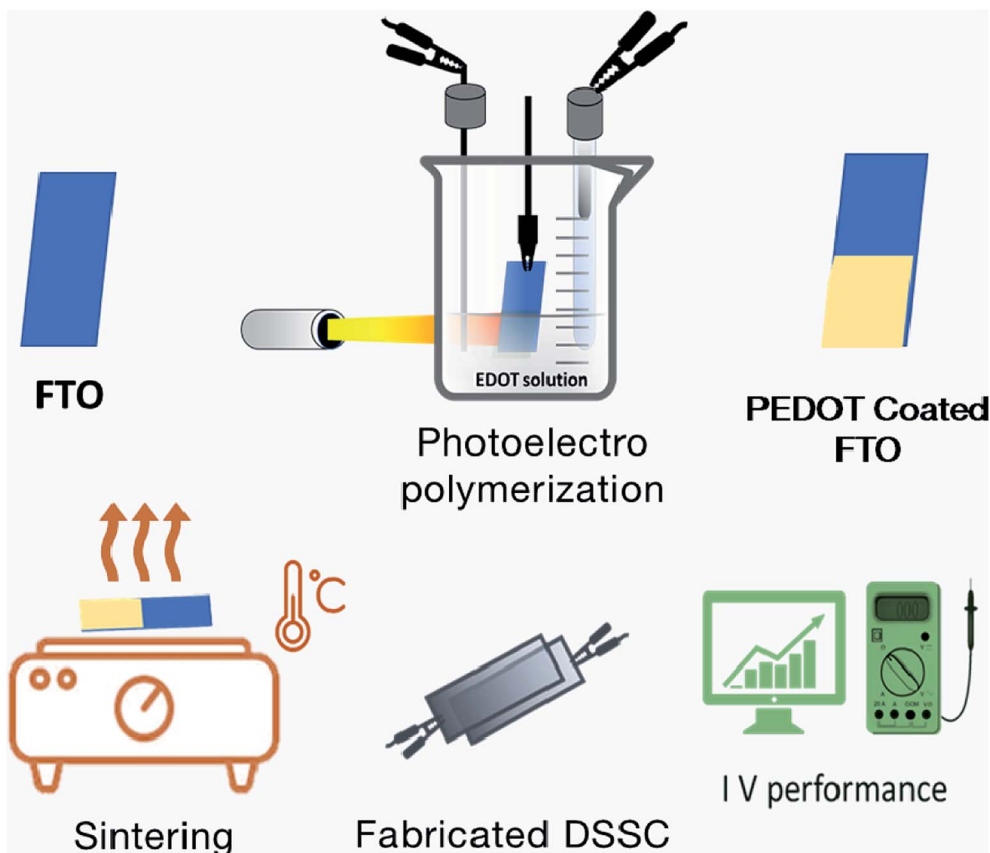 FTO
EDOT solution
Photoelectro
polymerization
PEDOT Coated
FTO
°C
Sintering
Fabricated DSSC
I V performance